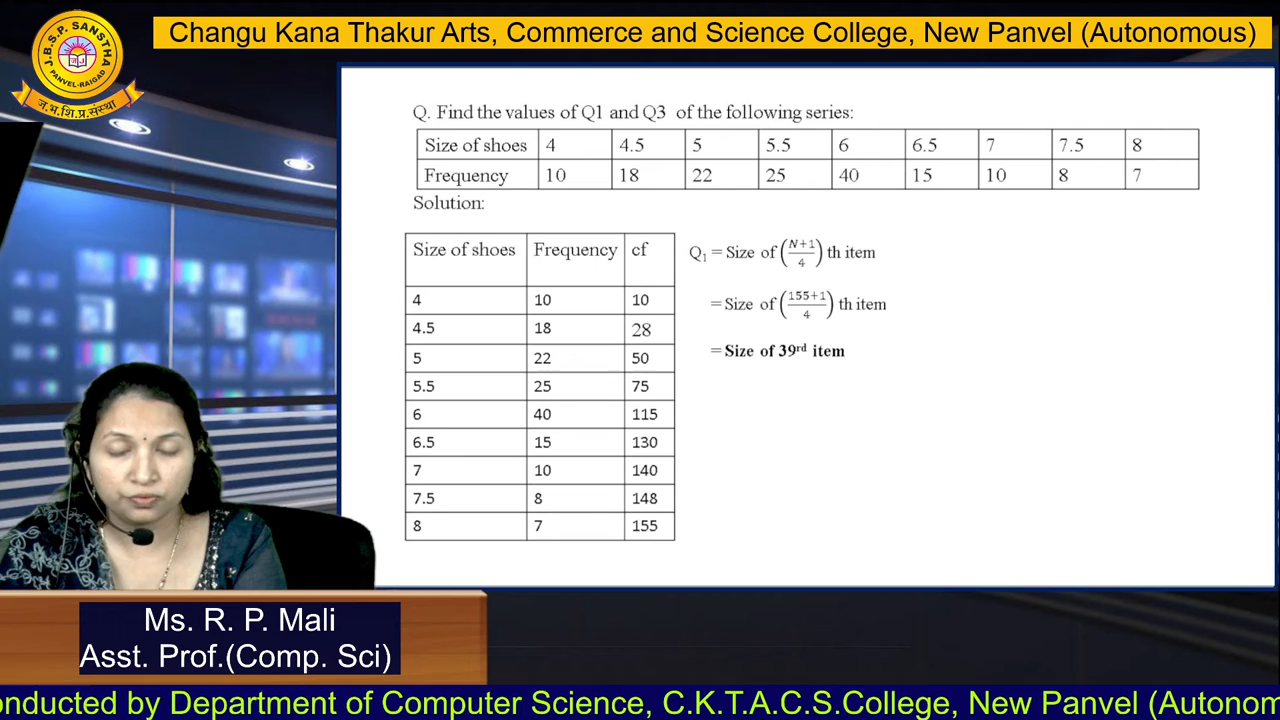 Changu Kana Thakur Arts, Commerce and Science College, New Panvel (Autonomous)
J.B.S.P. SANSTHA
PANVEL-RAIGAD
ज.भ.शि.प्र.संस्था
Q. Find the values of Q1 and Q3 of the following series:
Size of shoes 4 4.5 5 5.5 6 6.5 7 7.5 8
Frequency 10 18 22 25 40 15 10 8 7
Solution:
Size of shoes Frequency cf
4 10 10
4.5 18 28
5 22 50
5.5 25 75
6 40 115
6.5 15 130
7 10 140
7.5 8 148
8 7 155
Q₁ = Size of (N+1/4) th item
= Size of (155+1/4) th item
= Size of 39rd item
Ms. R. P. Mali
Asst. Prof.(Comp. Sci)
onducted by Department of Computer Science, C.K.T.A.C.S.College, New Panvel (Autonom